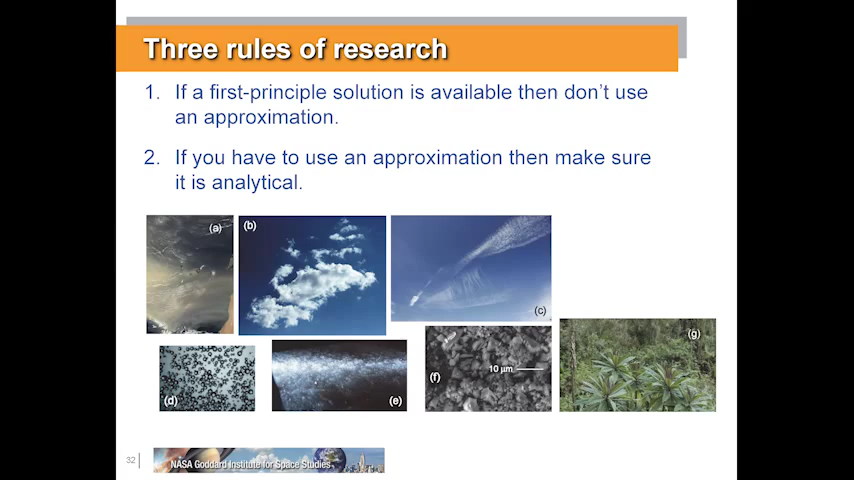 Three rules of research
1. If a first-principle solution is available then don't use
an approximation.
2. If you have to use an approximation then make sure
it is analytical.
(a)
(b)
(c)
(d)
(e)
(f)
10 μm
(g)
32
NASA Goddard Institute for Space Studies